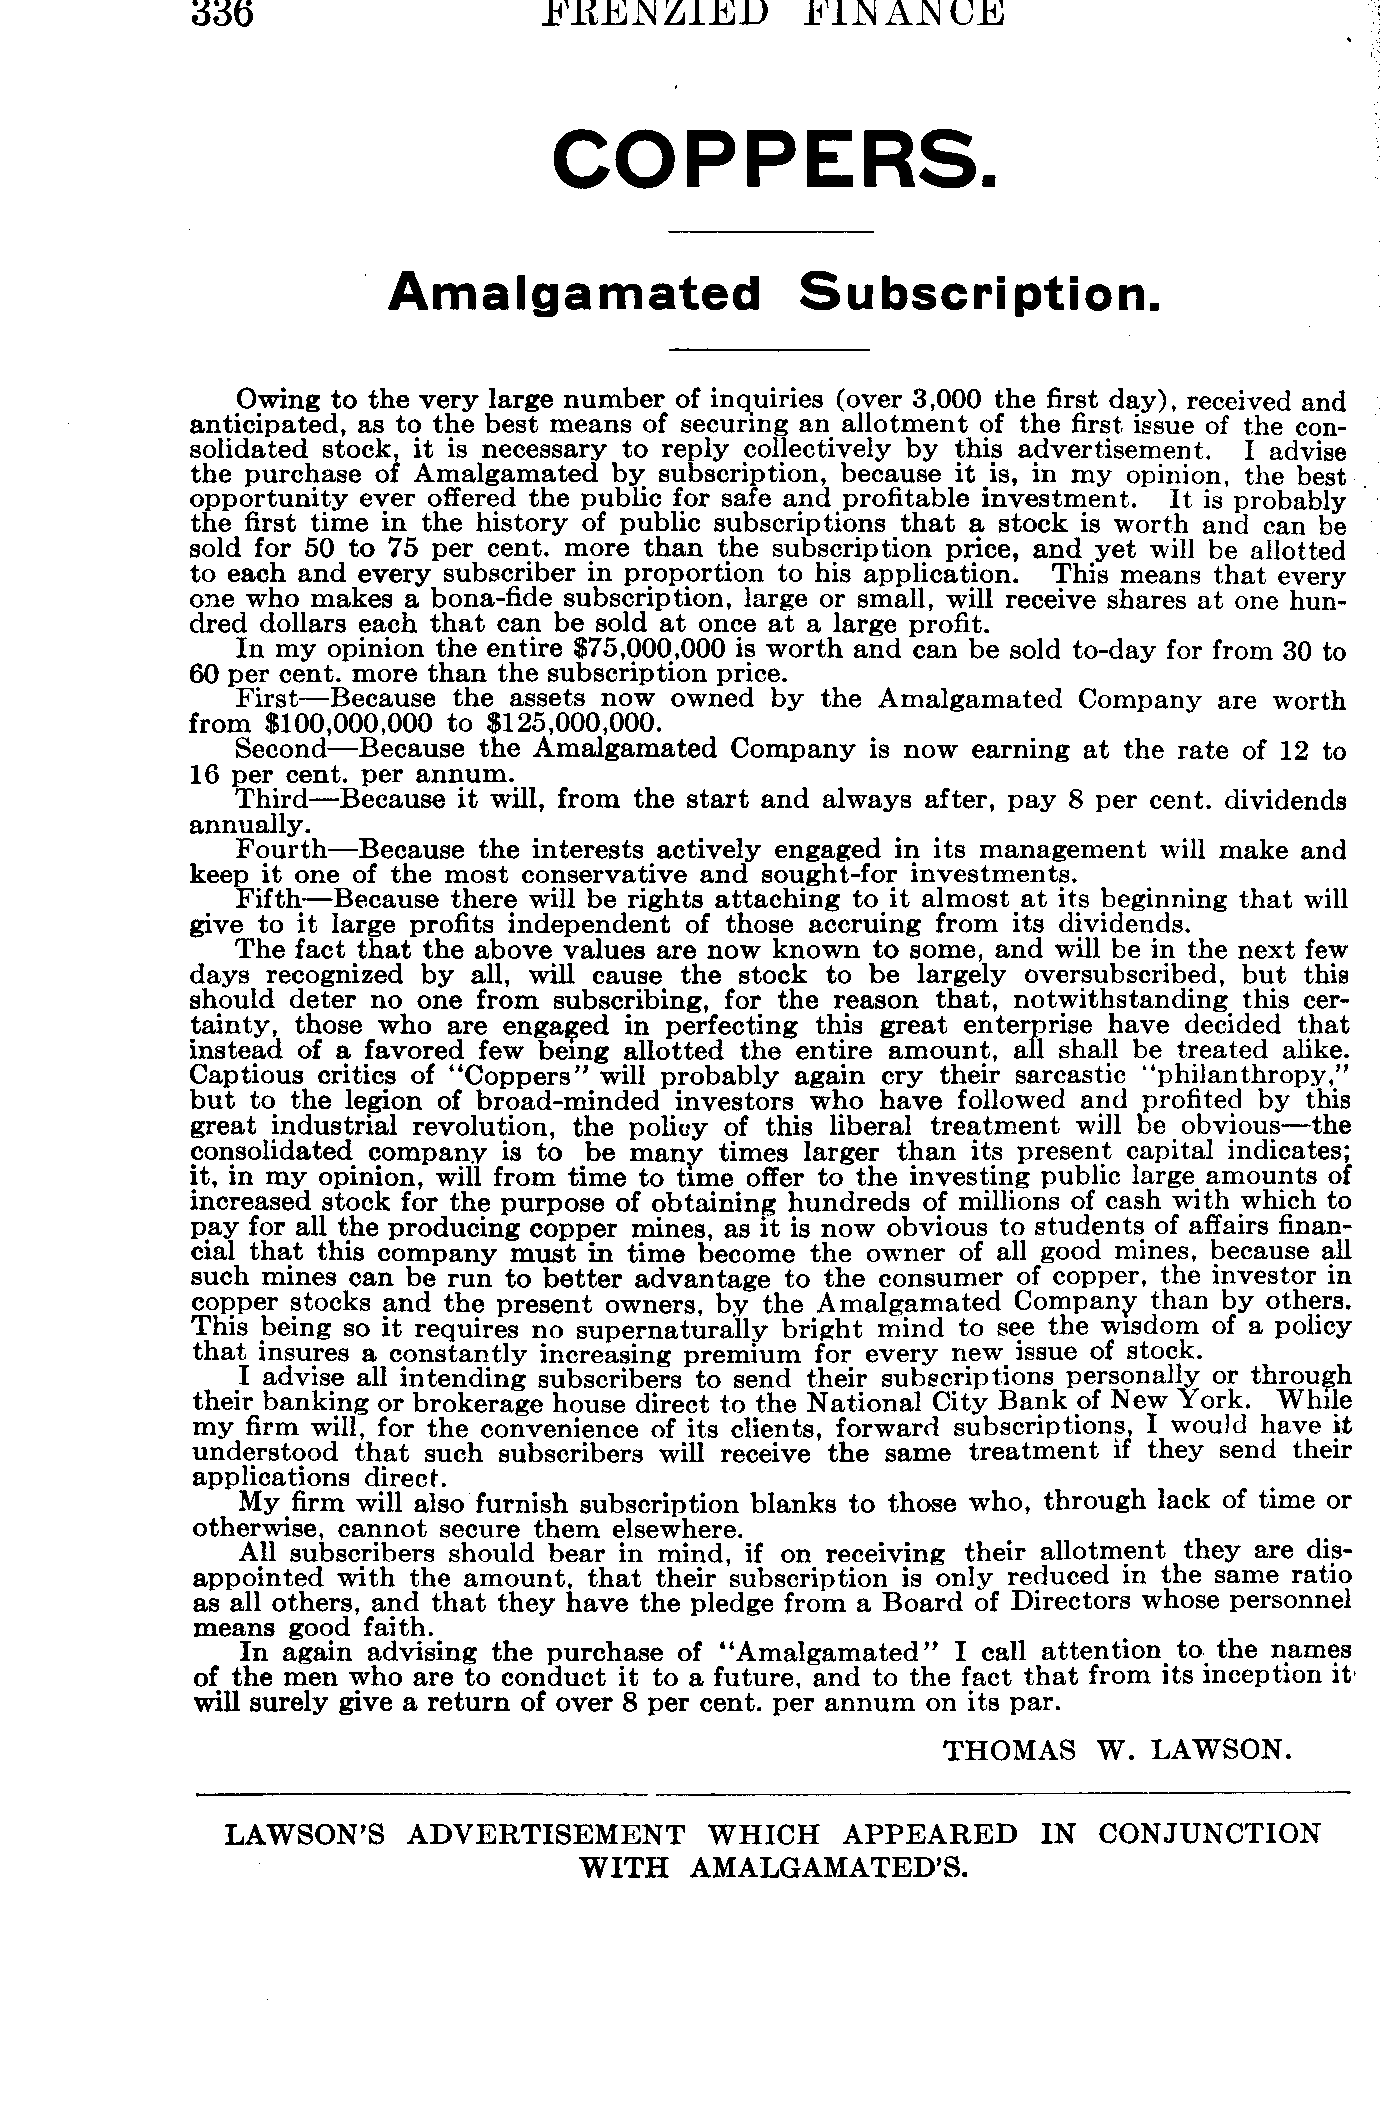 336 FRENZIED FINANCE
COPPERS.
Amalgamated Subscription.
Owing to the very large number of inquiries (over 3,000 the first day), received and
anticipated, as to the best means of securing an allotment of the first issue of the con-
solidated stock, it is necessary to reply collectively by this advertisement. I advise
the purchase of Amalgamated by subscription, because it is, in my opinion, the best
opportunity ever offered the public for safe and profitable investment. It is probably
the first time in the history of public subscriptions that a stock is worth and can be
sold for 50 to 75 per cent. more than the subscription price, and yet will be allotted
to each and every subscriber in proportion to his application. This means that every
one who makes a bona-fide subscription, large or small, will receive shares at one hun-
dred dollars each that can be sold at once at a large profit.
In my opinion the entire $75,000,000 is worth and can be sold to-day for from 30 to
60 per cent. more than the subscription price.
First—Because the assets now owned by the Amalgamated Company are worth
from $100,000,000 to $125,000,000.
Second—Because the Amalgamated Company is now earning at the rate of 12 to
16 per cent. per annum.
Third—Because it will, from the start and always after, pay 8 per cent. dividends
annually.
Fourth—Because the interests actively engaged in its management will make and
keep it one of the most conservative and sought-for investments.
Fifth—Because there will be rights attaching to it almost at its beginning that will
give to it large profits independent of those accruing from its dividends.
The fact that the above values are now known to some, and will be in the next few
days recognized by all, will cause the stock to be largely oversubscribed, but this
should deter no one from subscribing, for the reason that, notwithstanding this cer-
tainty, those who are engaged in perfecting this great enterprise have decided that
instead of a favored few being allotted the entire amount, all shall be treated alike.
Captious critics of "Coppers" will probably again cry their sarcastic "philanthropy,"
but to the legion of broad-minded investors who have followed and profited by this
great industrial revolution, the policy of this liberal treatment will be obvious—the
consolidated company is to be many times larger than its present capital indicates;
it, in my opinion, will from time to time offer to the investing public large amounts of
increased stock for the purpose of obtaining hundreds of millions of cash with which to
pay for all the producing copper mines, as it is now obvious to students of affairs finan-
cial that this company must in time become the owner of all good mines, because all
such mines can be run to better advantage to the consumer of copper, the investor in
copper stocks and the present owners, by the Amalgamated Company than by others.
This being so it requires no supernaturally bright mind to see the wisdom of a policy
that insures a constantly increasing premium for every new issue of stock.
I advise all intending subscribers to send their subscriptions personally or through
their banking or brokerage house direct to the National City Bank of New York. While
my firm will, for the convenience of its clients, forward subscriptions, I would have it
understood that such subscribers will receive the same treatment if they send their
applications direct.
My firm will also furnish subscription blanks to those who, through lack of time or
otherwise, cannot secure them elsewhere.
All subscribers should bear in mind, if on receiving their allotment they are dis-
appointed with the amount, that their subscription is only reduced in the same ratio
as all others, and that they have the pledge from a Board of Directors whose personnel
means good faith.
In again advising the purchase of "Amalgamated" I call attention to the names
of the men who are to conduct it to a future, and to the fact that from its inception it
will surely give a return of over 8 per cent. per annum on its par.
THOMAS W. LAWSON.
LAWSON'S ADVERTISEMENT WHICH APPEARED IN CONJUNCTION
WITH AMALGAMATED'S.